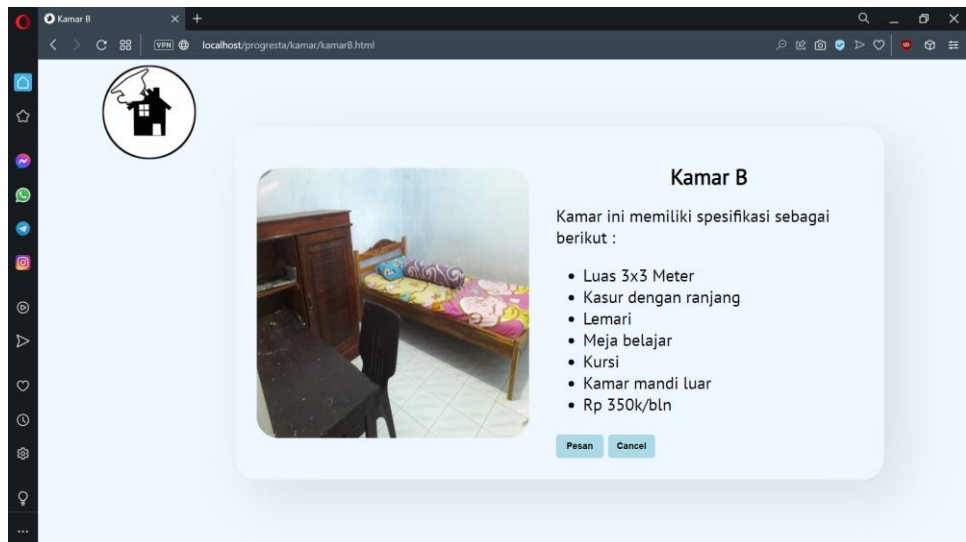 Kamar B
VPN
localhost/progresta/kamar/kamarB.html
Kamar B
Kamar ini memiliki spesifikasi sebagai
berikut :
• Luas 3x3 Meter
• Kasur dengan ranjang
• Lemari
• Meja belajar
• Kursi
• Kamar mandi luar
• Rp 350k/bln
Pesan
Cancel